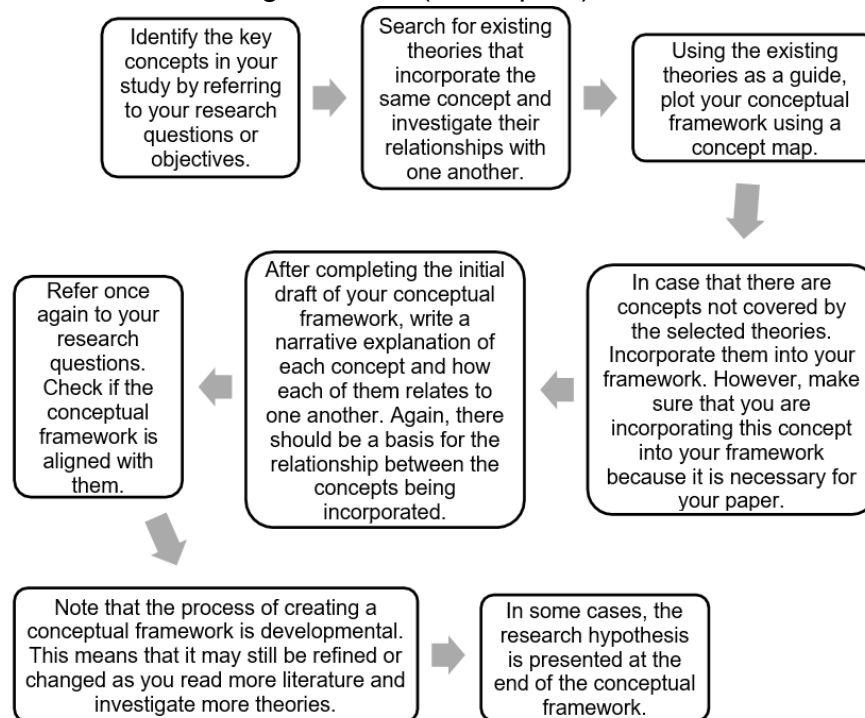 Identify the key
concepts in your
study by referring
to your research
questions or
objectives.
Search for existing
theories that
incorporate the
same concept and
investigate their
relationships with
one another.
Using the existing
theories as a guide,
plot your conceptual
framework using a
concept map.
In case that there are
concepts not covered by
the selected theories.
Incorporate them into your
framework. However, make
sure that you are
incorporating this concept
into your framework
because it is necessary for
your paper.
After completing the initial
draft of your conceptual
framework, write a
narrative explanation of
each concept and how
each of them relates to
one another. Again, there
should be a basis for the
relationship between the
concepts being
incorporated.
Refer once
again to your
research
questions.
Check if the
conceptual
framework is
aligned with
them.
Note that the process of creating a
conceptual framework is developmental.
This means that it may still be refined or
changed as you read more literature and
investigate more theories.
In some cases, the
research hypothesis
is presented at the
end of the conceptual
framework.